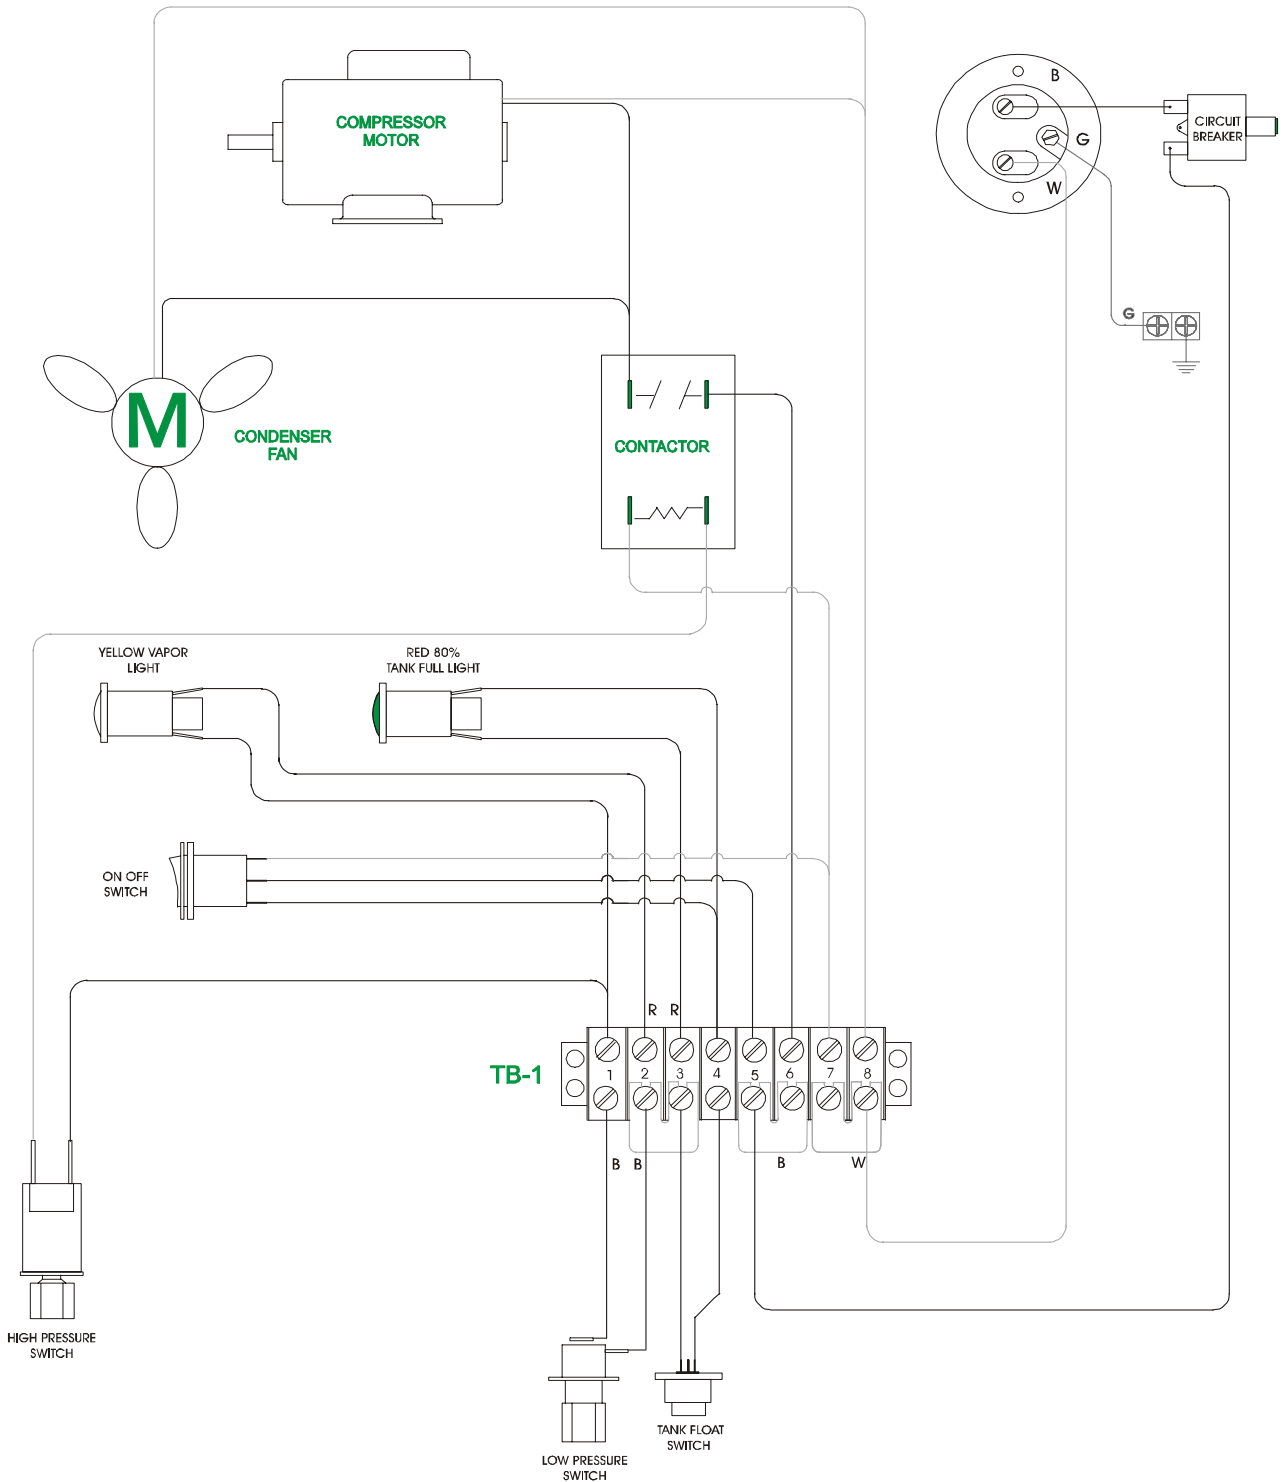 COMPRESSOR
MOTOR
B
G
W
CIRCUIT
BREAKER
G
M
CONDENSER
FAN
CONTACTOR
YELLOW VAPOR
LIGHT
RED 80%
TANK FULL LIGHT
ON OFF
SWITCH
R R
TB-1
1 2 3 4 5 6 7 8
B B B W
HIGH PRESSURE
SWITCH
TANK FLOAT
SWITCH
LOW PRESSURE
SWITCH